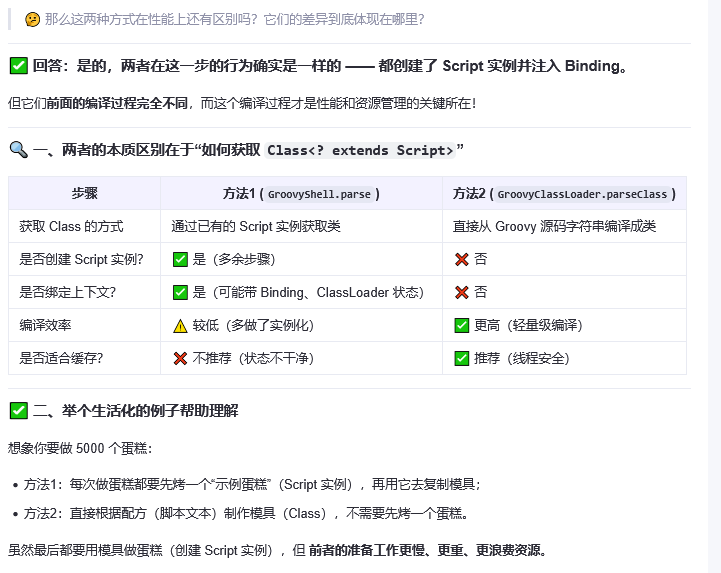 🤔 那么这两种方式在性能上还有区别吗？它们的差异到底体现在哪里？
✅ 回答：是的，两者在这一步的行为确实是一样的 —— 都创建了 Script 实例并注入 Binding。
但它们前面的编译过程完全不同，而这个编译过程才是性能和资源管理的关键所在！
🔍 一、两者的本质区别在于“如何获取 Class<? extends Script>”
步骤 方法1 ( GroovyShell.parse ) 方法2 ( GroovyClassLoader.parseClass )
获取 Class 的方式 通过已有的 Script 实例获取类 直接从 Groovy 源码字符串编译成类
是否创建 Script 实例？ ✅ 是（多余步骤） ❌ 否
是否绑定上下文？ ✅ 是（可能带 Binding、ClassLoader 状态） ❌ 否
编译效率 ⚠️ 较低（多做了实例化） ✅ 更高（轻量级编译）
是否适合缓存？ ❌ 不推荐（状态不干净） ✅ 推荐（线程安全）
✅ 二、举个生活化的例子帮助理解
想象你要做 5000 个蛋糕：
• 方法1：每次做蛋糕都要先烤一个“示例蛋糕”（Script 实例），再用它去复制模具；
• 方法2：直接根据配方（脚本文本）制作模具（Class），不需要先烤一个蛋糕。
虽然最后都要用模具做蛋糕（创建 Script 实例），但 前者的准备工作更慢、更重、更浪费资源。